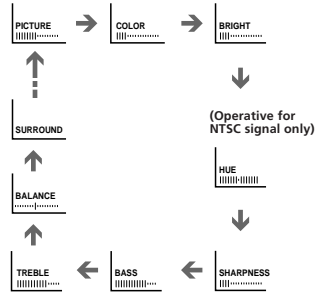 PICTURE
COLOR
BRIGHT
(Operative for
NTSC signal only)
HUE
SHARPNESS
BASS
TREBLE
BALANCE
SURROUND